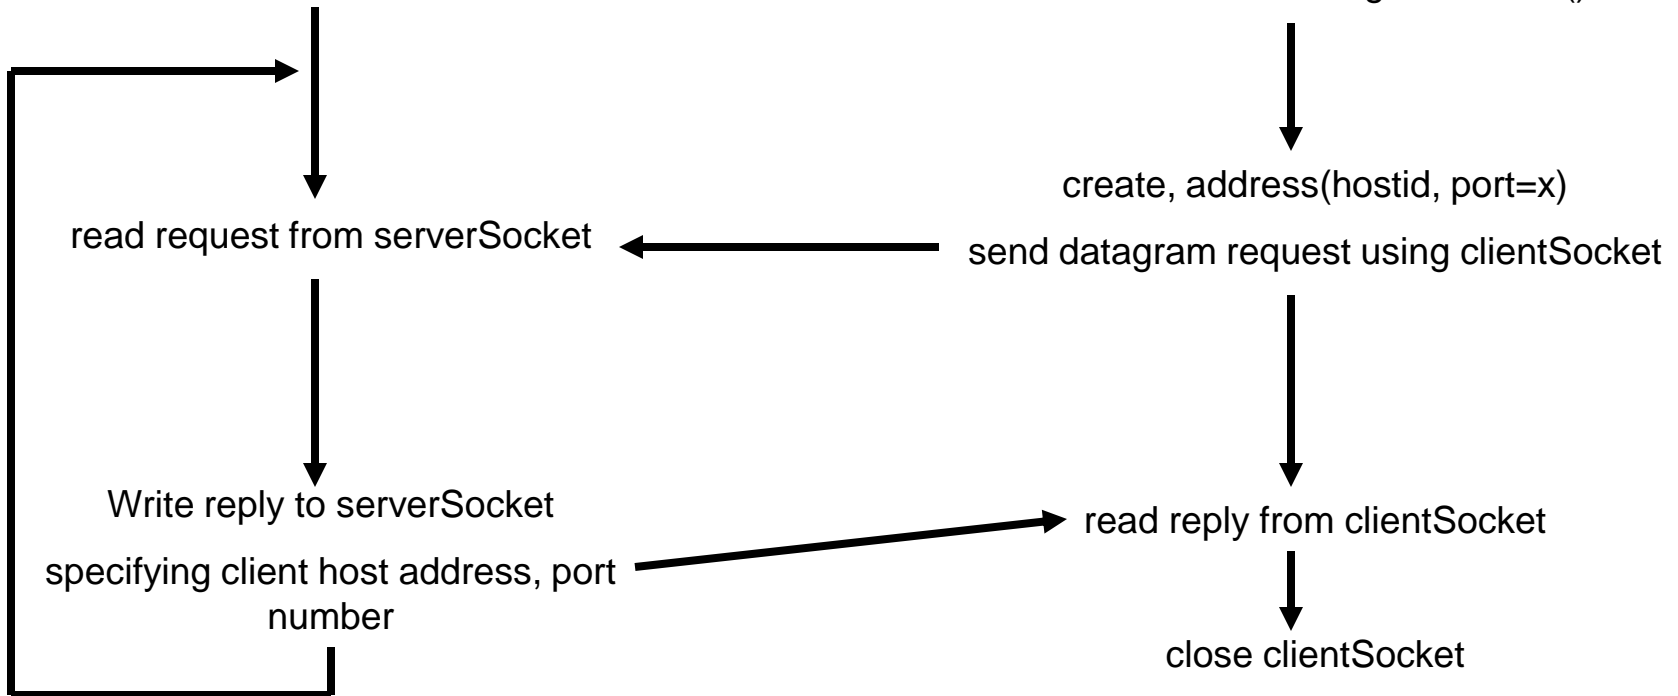 create, address(hostid, port=x)
read request from serverSocket
send datagram request using clientSocket
Write reply to serverSocket
read reply from clientSocket
specifying client host address, port
number
close clientSocket